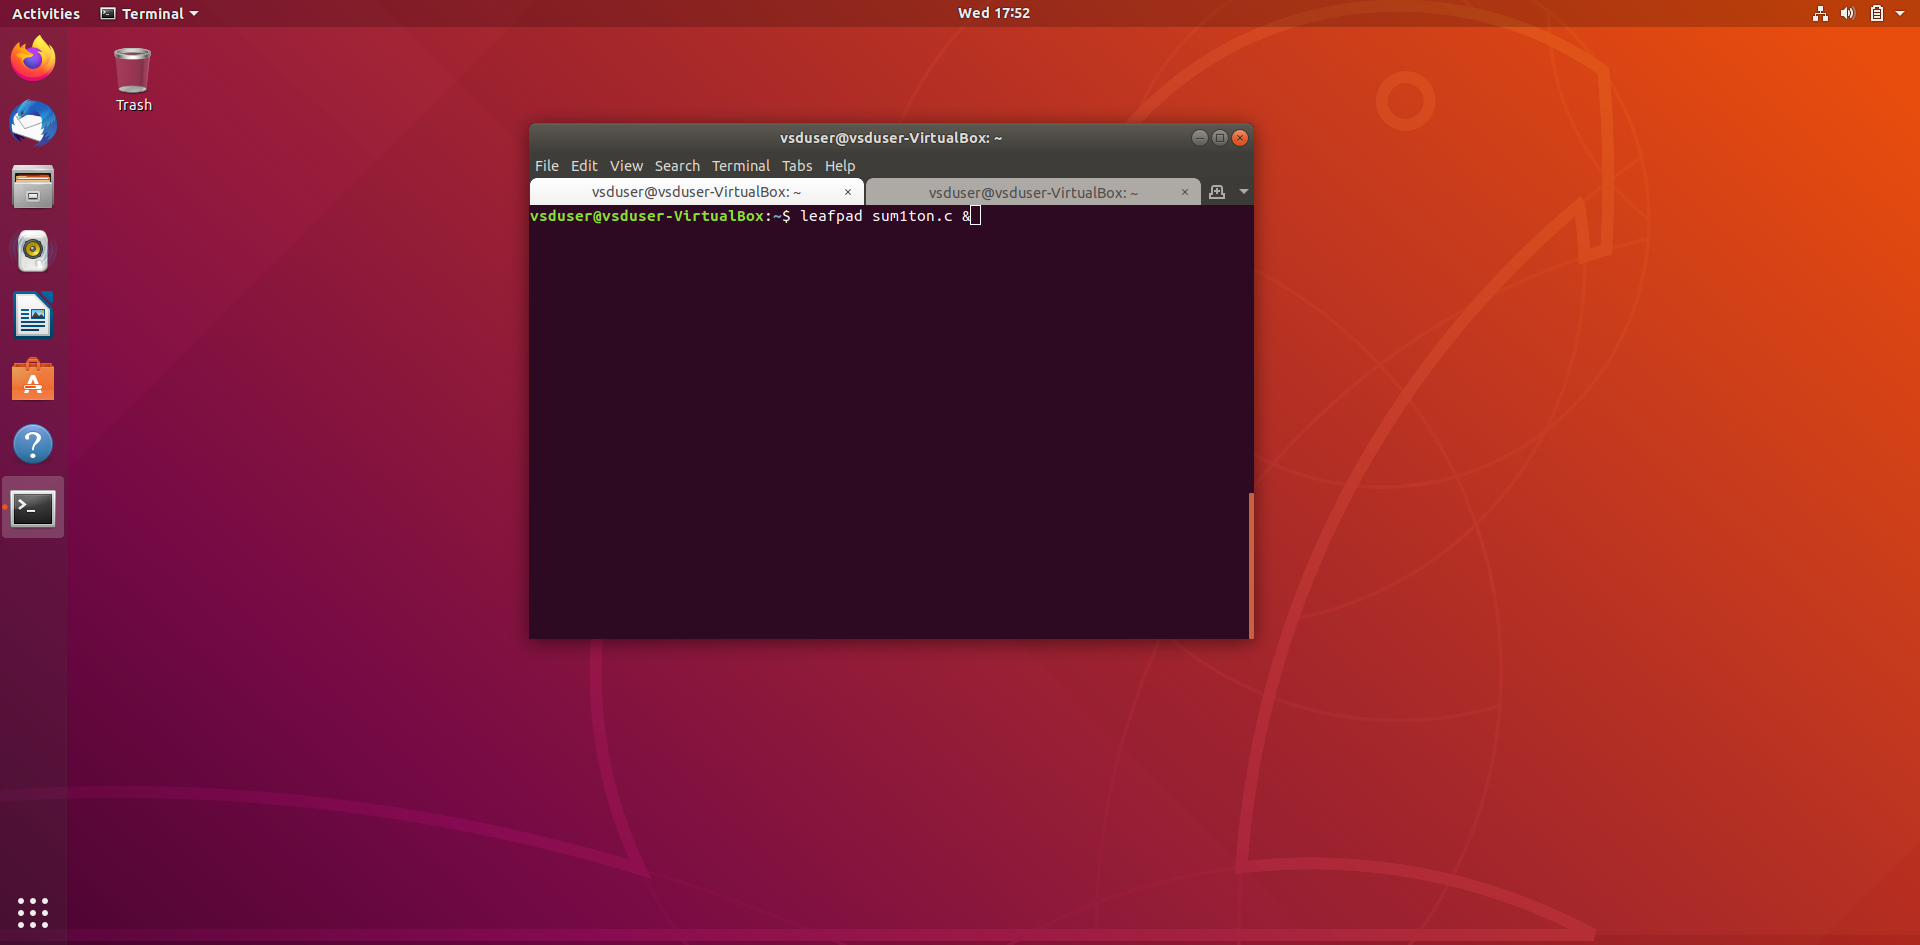 Activities Terminal Wed 17:52
Trash
vsduser@vsduser-VirtualBox: ~
File Edit View Search Terminal Tabs Help
vsduser@vsduser-VirtualBox: ~ × vsduser@vsduser-VirtualBox: ~ ×
vsduser@vsduser-VirtualBox:~$ leafpad sum1ton.c &